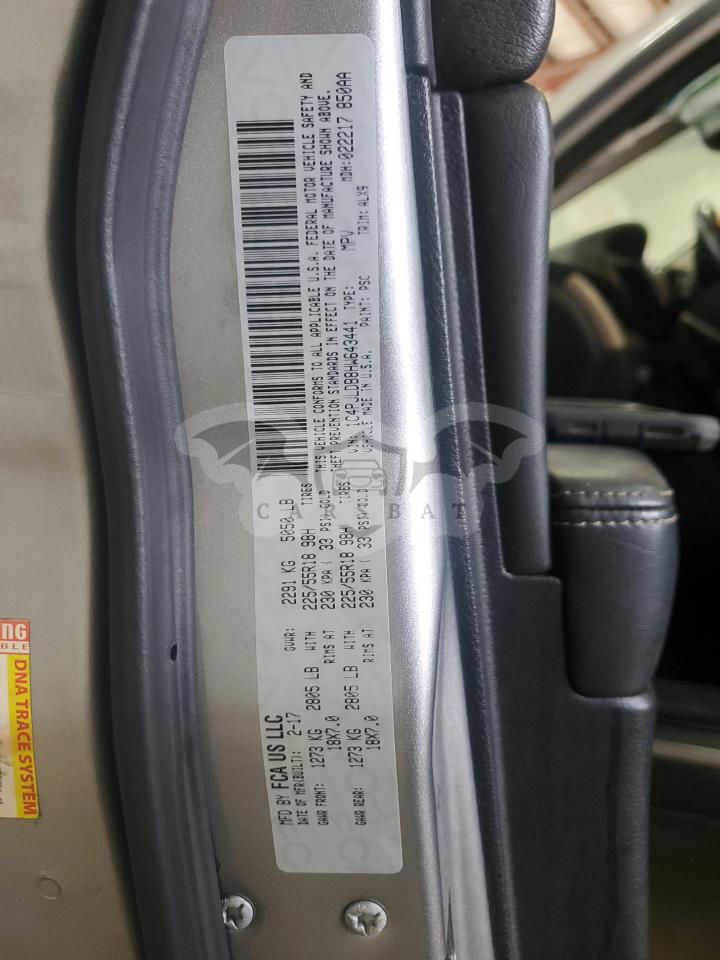 MFD BY FCA US LLC
DATE OF MFR(BUILT): 2-17 GVWR: 2291 KG 5050 LB
GAWR FRONT: 1273 KG 2805 LB WITH 225/55R18 98H TIRES
18X7.0 RIMS AT 230 KPA ( 33 PSI) COLD
GAWR REAR: 1273 KG 2805 LB WITH 225/55R18 98H TIRES
18X7.0 RIMS AT 230 KPA ( 33 PSI) COLD
THIS VEHICLE CONFORMS TO ALL APPLICABLE U.S.A. FEDERAL MOTOR VEHICLE SAFETY AND
THEFT PREVENTION STANDARDS IN EFFECT ON THE DATE OF MANUFACTURE SHOWN ABOVE.
VIN: 1C4PJLDB8HW643441 TYPE: MPV MDH:022217 850AA
VEHICLE MADE IN U.S.A. PAINT: PSC TRIM: ALX9
CAR BAT
NG
BLE
DNA TRACE SYSTEM